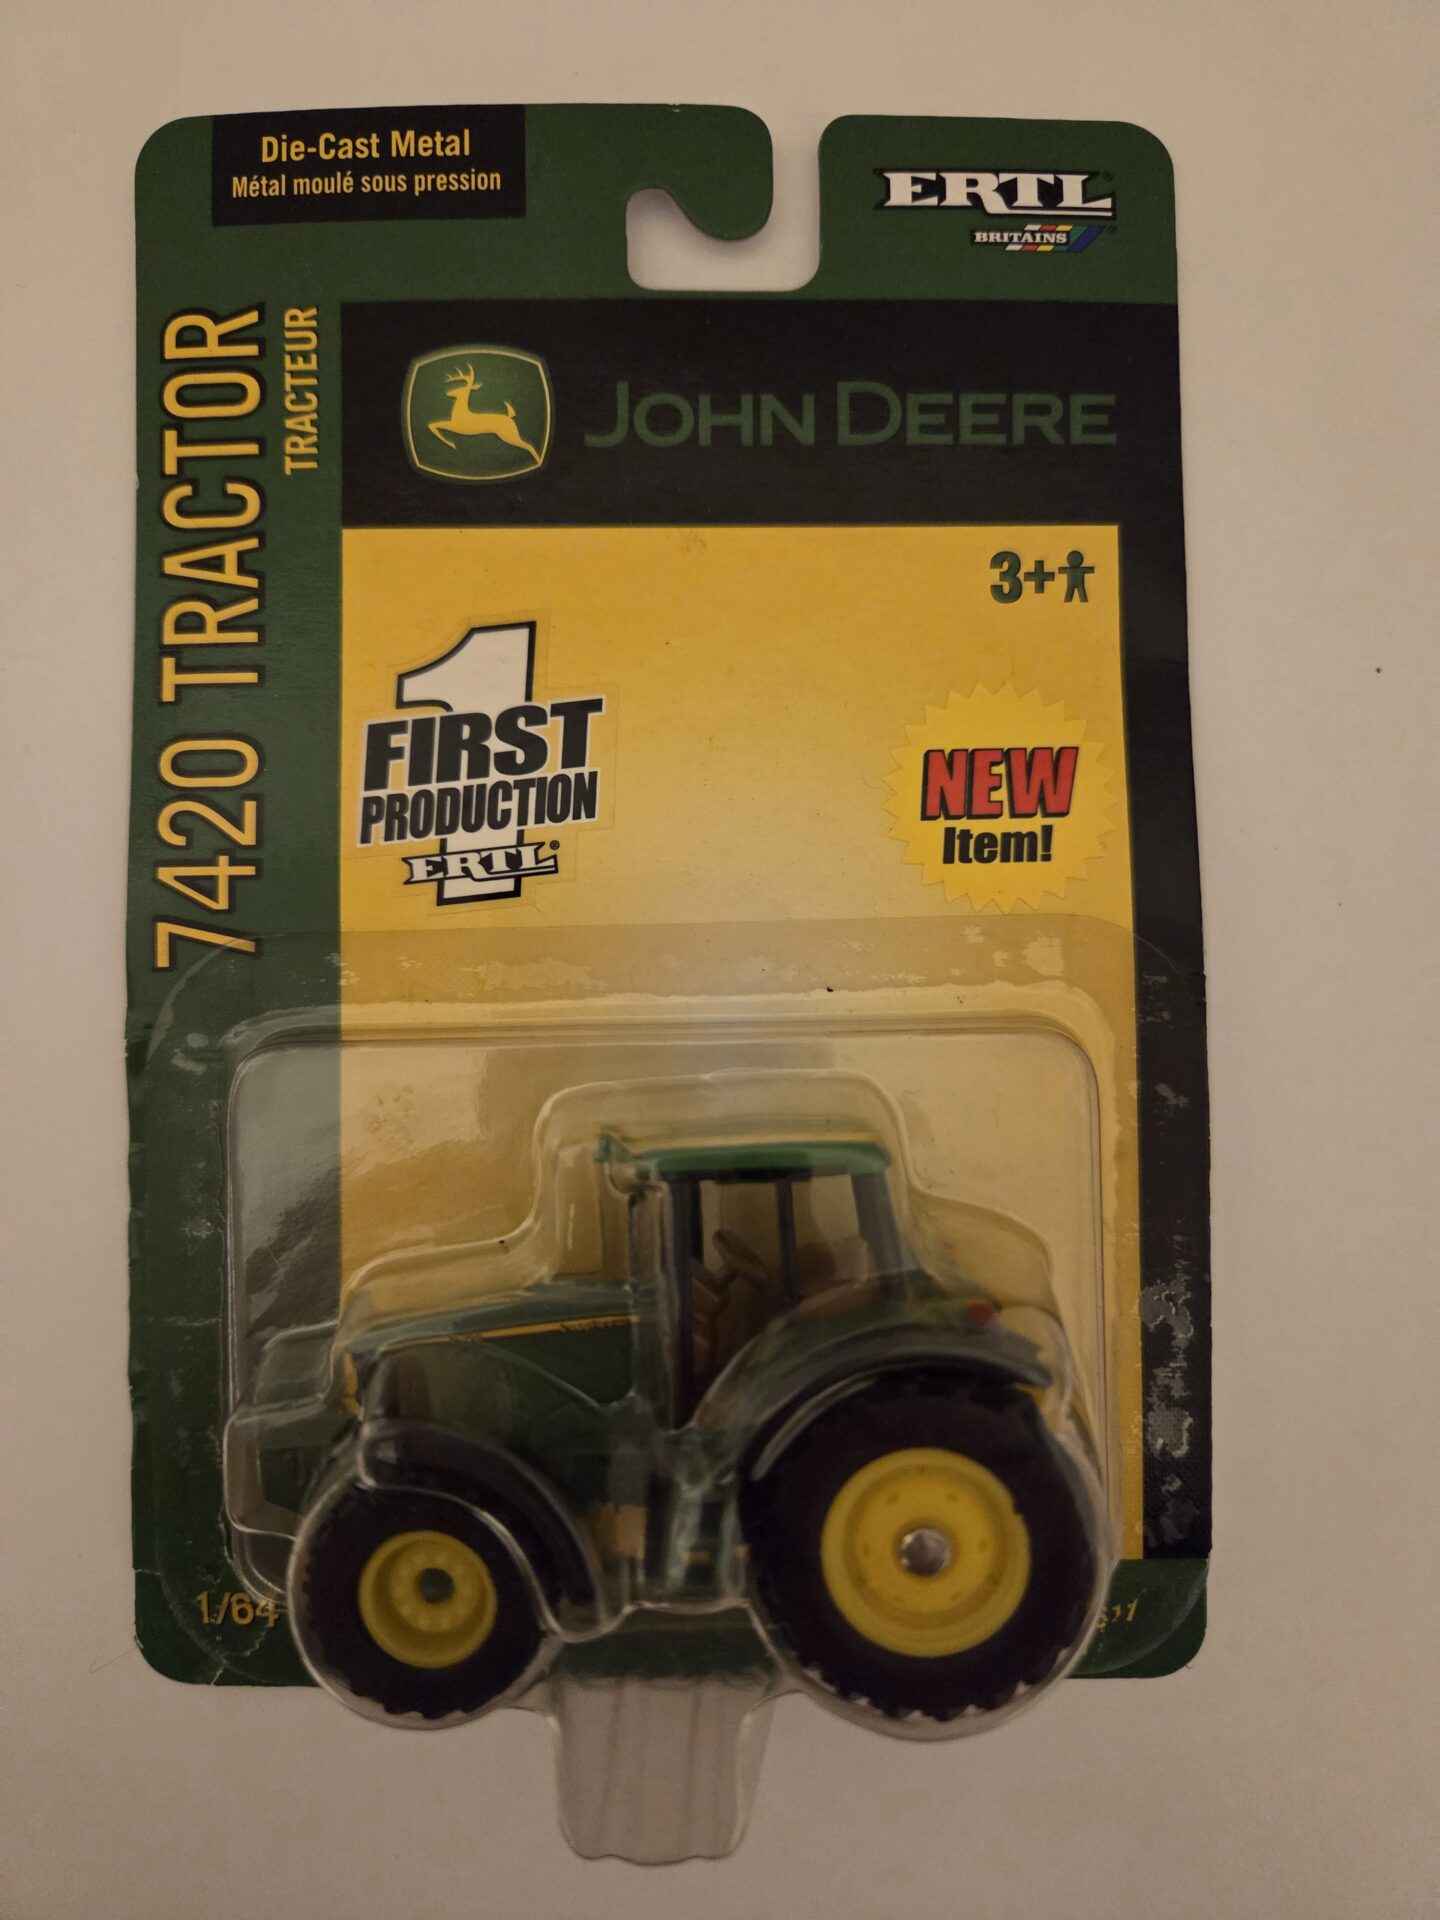 Die-Cast Metal
Métal moulé sous pression
ERTL®
BRITAINS
7420 TRACTOR
TRACTEUR
JOHN DEERE
3+
1
FIRST
PRODUCTION
ERTL®
NEW
Item!
1/64